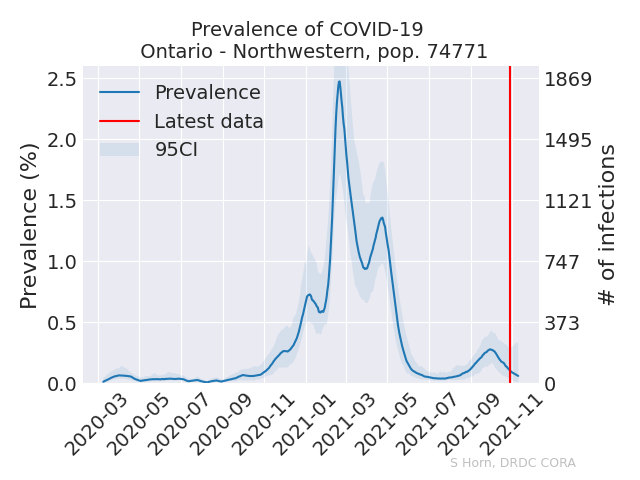 Prevalence of COVID-19
Ontario - Northwestern, pop. 74771
Prevalence
Latest data
95CI
Prevalence (%)
2.5
2.0
1.5
1.0
0.5
0.0
1869
1495
1121
747
373
0
# of infections
2020-03
2020-05
2020-07
2020-09
2020-11
2021-01
2021-03
2021-05
2021-07
2021-09
2021-11
S Horn, DRDC CORA